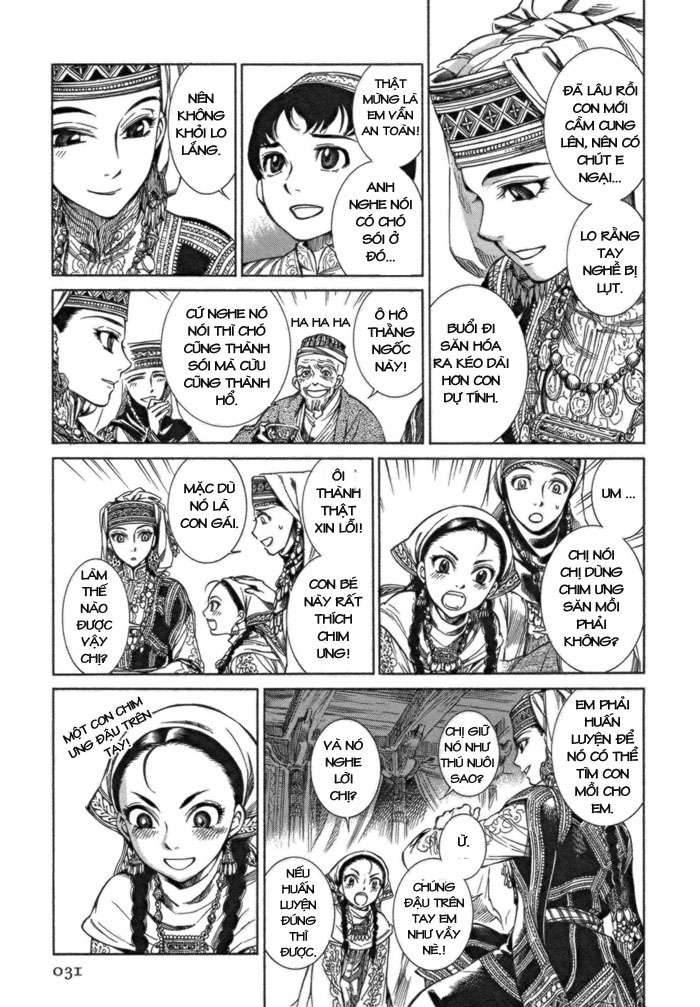 ĐÃ LÂU RỒI
CON MỚI
CẦM CUNG
LÊN, NÊN CÓ
CHÚT E
NGẠI...
LO RẰNG
TAY
NGHỀ BỊ
LỤT.
BUỔI ĐI
SĂN HÓA
RA KÉO DÀI
HƠN CON
DỰ TÍNH.
THẬT
MỪNG LÀ
EM VẪN
AN TOÀN!
ANH
NGHE NÓI
CÓ CHÓ
SÓI Ở
ĐÓ...
NÊN
KHÔNG
KHỎI LO
LẮNG.
Ô HÔ
THẰNG
NGỐC
NÀY!
HA HA HA
CỨ NGHE NÓ
NÓI THÌ CHÓ
CŨNG THÀNH
SÓI MÀ CỪU
CŨNG THÀNH
HỔ.
UM ...
CHỊ NÓI
CHỊ DÙNG
CHIM ƯNG
SĂN MỒI
PHẢI
KHÔNG?
ÔI
THÀNH
THẬT
XIN LỖI!
CON BÉ
NÀY RẤT
THÍCH
CHIM
ƯNG!
MẶC DÙ
NÓ LÀ
CON GÁI.
LÀM
THẾ
NÀO
ĐƯỢC
VẬY
CHỊ?
EM PHẢI
HUẤN
LUYỆN ĐỂ
NÓ CÓ THỂ
TÌM CON
MỒI CHO
EM.
CHỊ GIỮ
NÓ NHƯ
THÚ NUÔI
SAO?
Ừ.
CHÚNG
ĐẬU TRÊN
TAY EM
NHƯ VẦY
NÈ.!
VÀ NÓ
NGHE
LỜI
CHỊ?
NẾU
HUẤN
LUYỆN
ĐÚNG
THÌ
ĐƯỢC.
MỘT CON CHIM
ƯNG ĐẬU TRÊN
TAY!
031